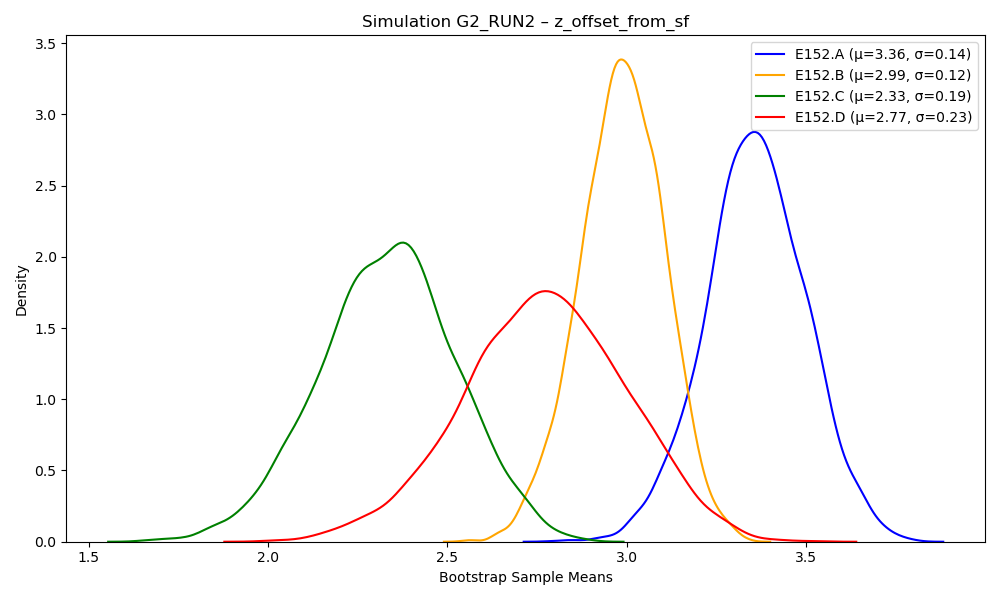 Simulation G2_RUN2 – z_offset_from_sf
E152.A (μ=3.36, σ=0.14)
E152.B (μ=2.99, σ=0.12)
E152.C (μ=2.33, σ=0.19)
E152.D (μ=2.77, σ=0.23)
Density
3.5
3.0
2.5
2.0
1.5
1.0
0.5
0.0
1.5 2.0 2.5 3.0 3.5
Bootstrap Sample Means